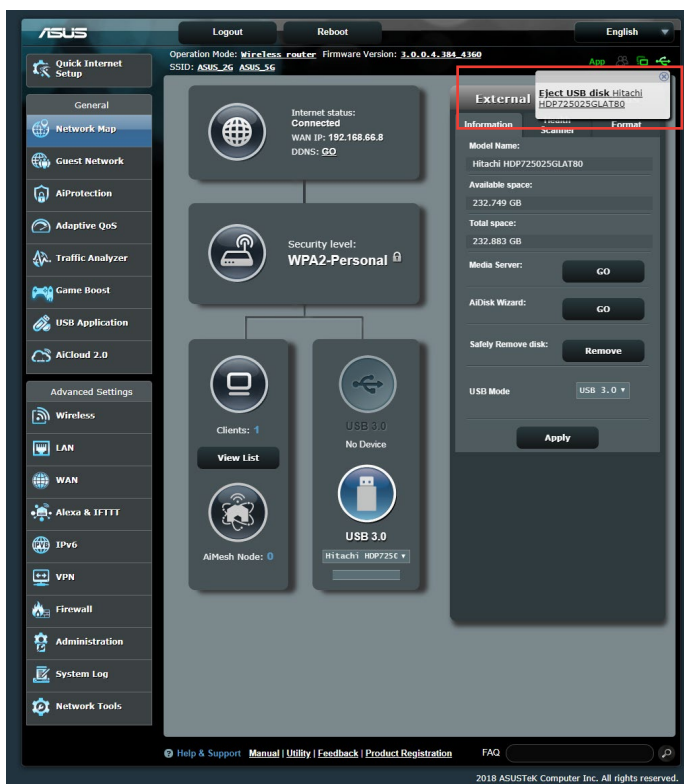 ASUS
Logout
Reboot
English
Quick Internet
Setup
Operation Mode: Wireless router Firmware Version: 3.0.0.4.384_4360
SSID: ASUS_2G ASUS_5G
App
Eject USB disk Hitachi
HDP725025GLAT80
General
Network Map
Guest Network
AiProtection
Adaptive QoS
Traffic Analyzer
Game Boost
USB Application
AiCloud 2.0
Advanced Settings
Wireless
LAN
WAN
Alexa & IFTTT
IPv6
VPN
Firewall
Administration
System Log
Network Tools
Internet status:
Connected
WAN IP: 192.168.66.8
DDNS: GO
Security level:
WPA2-Personal
Clients: 1
View List
AiMesh Node: 0
USB 3.0
No Device
USB 3.0
Hitachi HDP725(
External
Information
Health
Scanner
Format
Model Name:
Hitachi HDP725025GLAT80
Available space:
232.749 GB
Total space:
232.883 GB
Media Server:
GO
AiDisk Wizard:
GO
Safely Remove disk:
Remove
USB Mode
USB 3.0
Apply
Help & Support Manual | Utility | Feedback | Product Registration
FAQ
2018 ASUSTeK Computer Inc. All rights reserved.